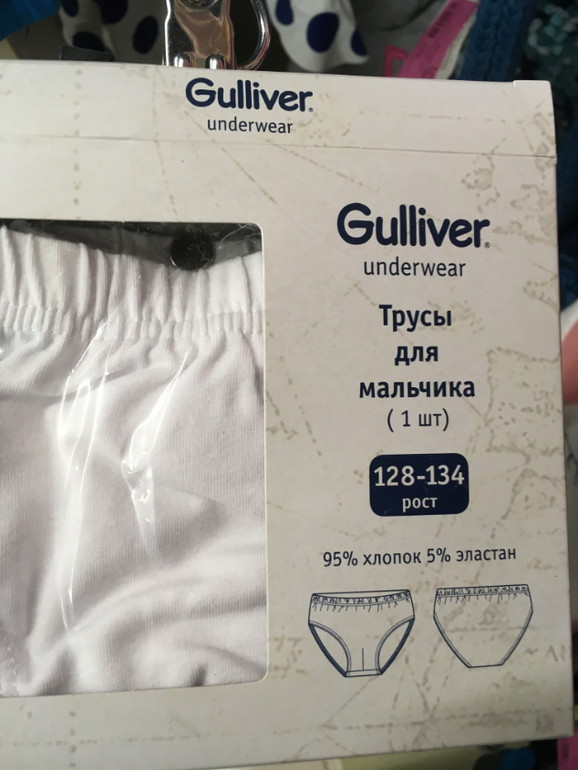 Gulliver
underwear
Gulliver
underwear
Трусы
для
мальчика
( 1 шт)
128-134
рост
95% хлопок 5% эластан